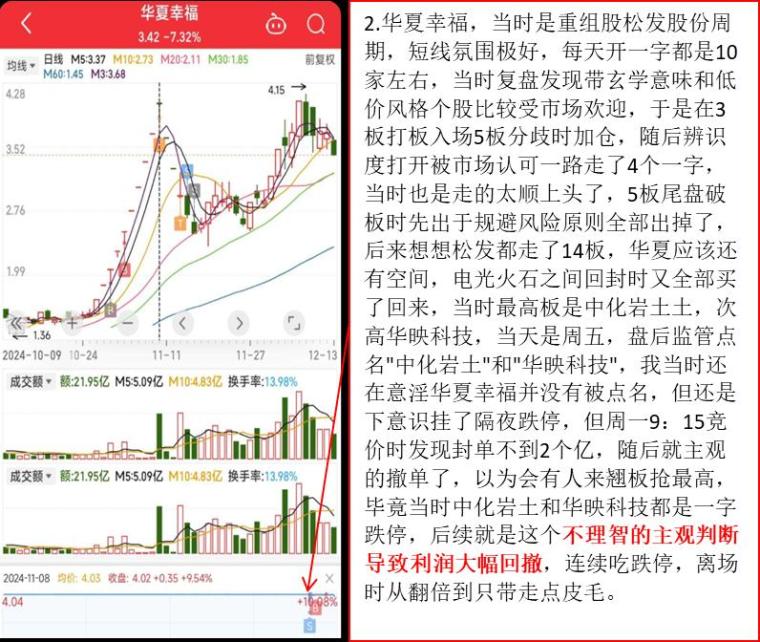 华夏幸福
3.42 -7.32%
均线 日线 M5:3.37 M10:2.73 M20:2.11 M30:1.85 前复权
M60:1.45 M3:3.68
4.28
4.15
3.52
2.76
1.99
1.36
2024-10-09 10-24 11-11 11-27 12-13
成交额 额:21.95亿 M5:5.09亿 M10:4.83亿 换手率:13.98%
成交额 额:21.95亿 M5:5.09亿 M10:4.83亿 换手率:13.98%
2024-11-08 均价: 4.03 收盘: 4.02 +0.35 +9.54%
4.04 +10.08%
B
S
2.华夏幸福，当时是重组股松发股份周
期，短线氛围极好，每天开一字都是10
家左右，当时复盘发现带玄学意味和低
价风格个股比较受市场欢迎，于是在3
板打板入场5板分歧时加仓，随后辨识
度打开被市场认可一路走了4个一字，
当时也是走的太顺上头了，5板尾盘破
板时先出于规避风险原则全部出掉了，
后来想想松发都走了14板，华夏应该还
有空间，电光火石之间回封时又全部买
了回来，当时最高板是中化岩土土，次
高华映科技，当天是周五，盘后监管点
名"中化岩土"和"华映科技"，我当时还
在意淫华夏幸福并没有被点名，但还是
下意识挂了隔夜跌停，但周一9：15竞
价时发现封单不到2个亿，随后就主观
的撤单了，以为会有人来翘板抢最高，
毕竟当时中化岩土和华映科技都是一字
跌停，后续就是这个不理智的主观判断
导致利润大幅回撤，连续吃跌停，离场
时从翻倍到只带走点皮毛。